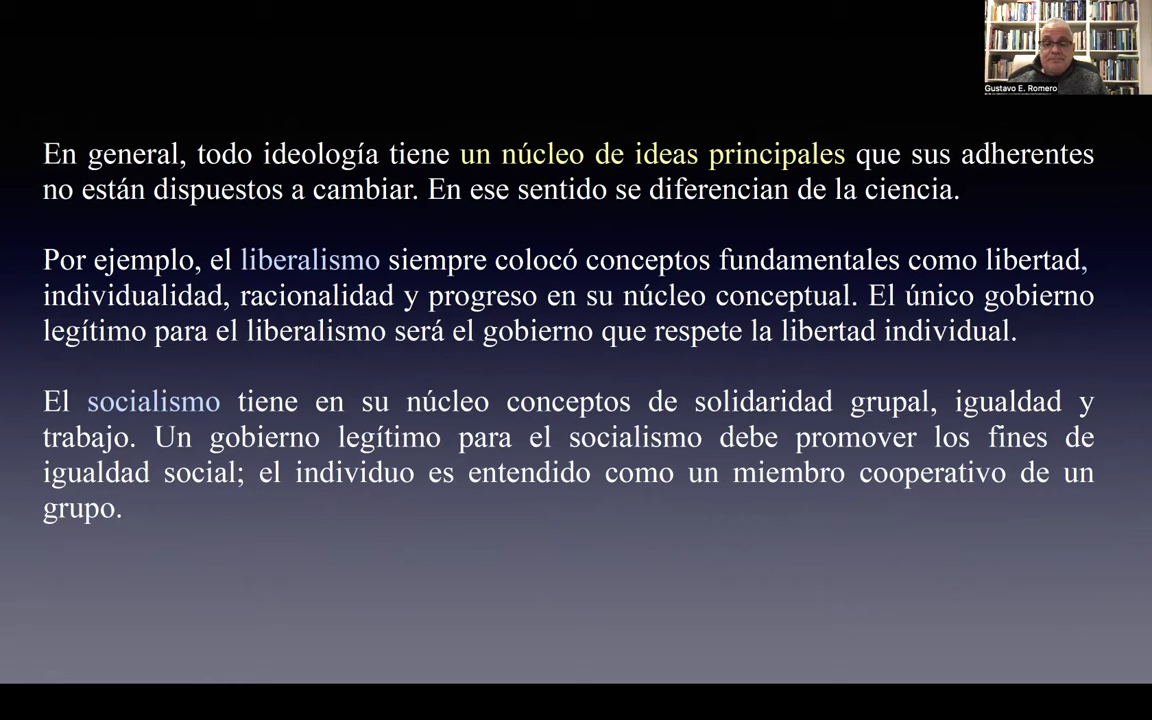 Gustavo E. Romero
En general, todo ideología tiene un núcleo de ideas principales que sus adherentes
no están dispuestos a cambiar. En ese sentido se diferencian de la ciencia.
Por ejemplo, el liberalismo siempre colocó conceptos fundamentales como libertad,
individualidad, racionalidad y progreso en su núcleo conceptual. El único gobierno
legítimo para el liberalismo será el gobierno que respete la libertad individual.
El socialismo tiene en su núcleo conceptos de solidaridad grupal, igualdad y
trabajo. Un gobierno legítimo para el socialismo debe promover los fines de
igualdad social; el individuo es entendido como un miembro cooperativo de un
grupo.